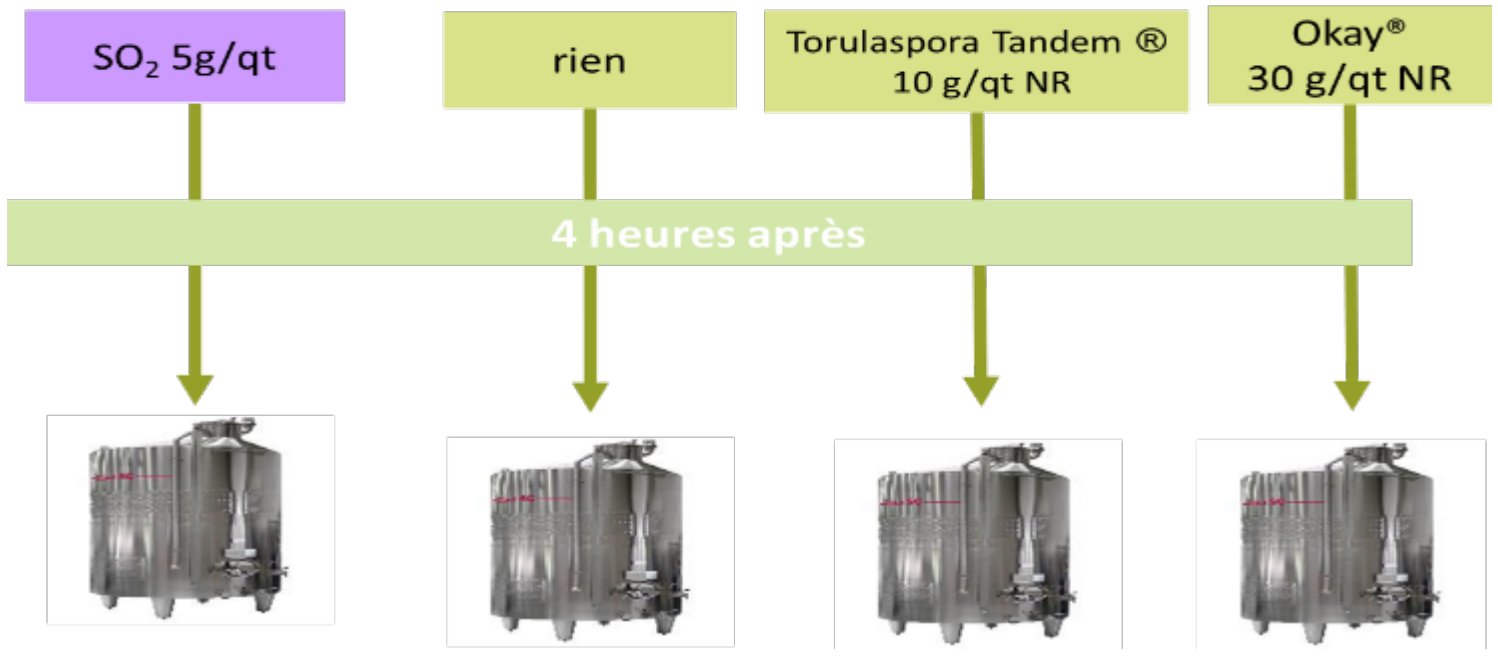 SO₂ 5g/qt
rien
Torulaspora Tandem ®
10 g/qt NR
Okay®
30 g/qt NR
4 heures après